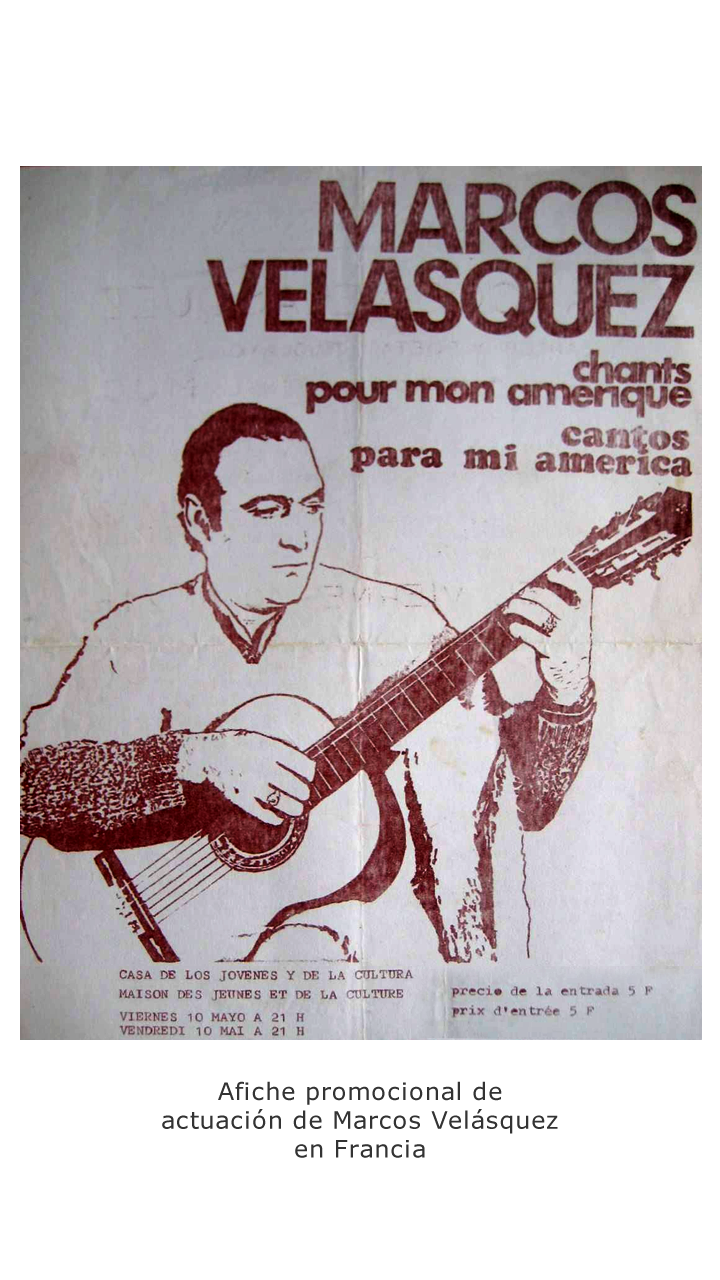 MARCOS
VELASQUEZ
chants
pour mon amerique
cantos
para mi america
CASA DE LOS JOVENES Y DE LA CULTURA
MAISON DES JEUNES ET DE LA CULTURE
VIERNES 10 MAYO A 21 H
VENDREDI 10 MAI A 21 H
precio de la entrada 5 F
prix d'entrée 5 F
Afiche promocional de
actuación de Marcos Velásquez
en Francia